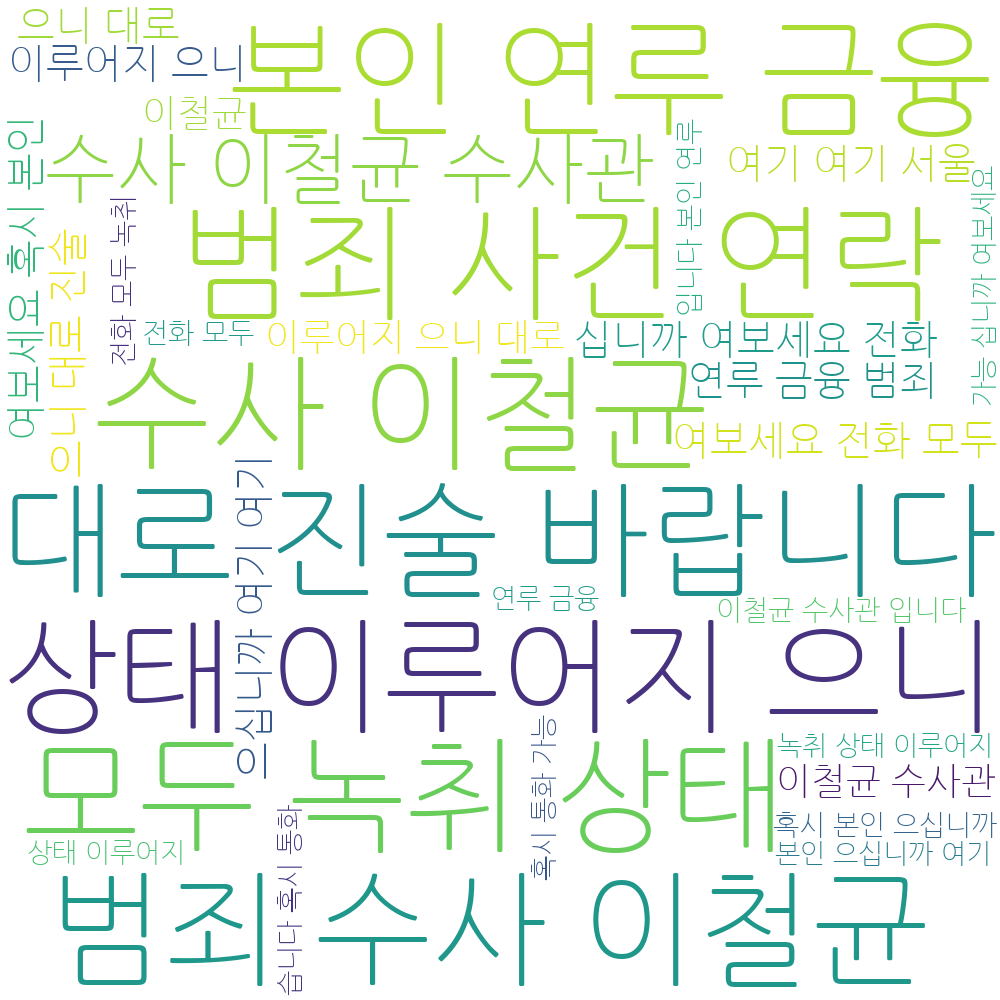 으니 대로
이루어지 으니
본인 연루 금융
이철균
수사 이철균 수사관
여기 여기 서울
여보세요 혹시 본인
으니 대로 진술
전화 모두 녹취
입니다 본인 연루
가능 십니까 여보세요
범죄 사건 연락
전화 모두
이루어지 으니 대로
십니까 여보세요 전화
연루 금융 범죄
수사 이철균
여보세요 전화 모두
으십니까 여기 여기
대로 진술 바랍니다
연루 금융
이철균 수사관 입니다
상태 이루어지 으니
혹시 통화 가능
녹취 상태 이루어지
모두 녹취 상태
이철균 수사관
혹시 본인 으십니까
상태 이루어지
본인 으십니까 여기
습니다 혹시 통화
범죄 수사 이철균